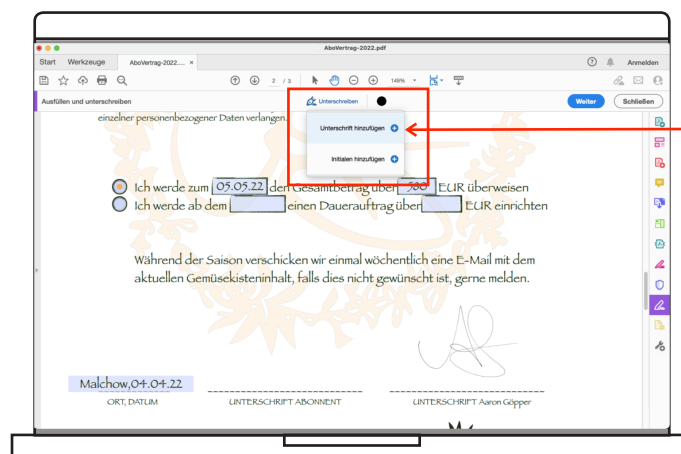 AboVertrag-2022.pdf
Start Werkzeuge AboVertrag-2022.... × Anmelden
2 / 3 149%
Ausfüllen und unterschreiben Unterschreiben Weiter Schließen
einzelner personenbezogener Daten verlangen.
Unterschrift hinzufügen
Initialen hinzufügen
Ich werde zum 05.05.22 den Gesamtbetrag über 580 EUR überweisen
Ich werde ab dem einen Dauerauftrag über EUR einrichten
Während der Saison verschicken wir einmal wöchentlich eine E-Mail mit dem
aktuellen Gemüsekisteninhalt, falls dies nicht gewünscht ist, gerne melden.
Malchow,04.04.22
ORT, DATUM UNTERSCHRIFT ABONNENT UNTERSCHRIFT Aaron Göpper